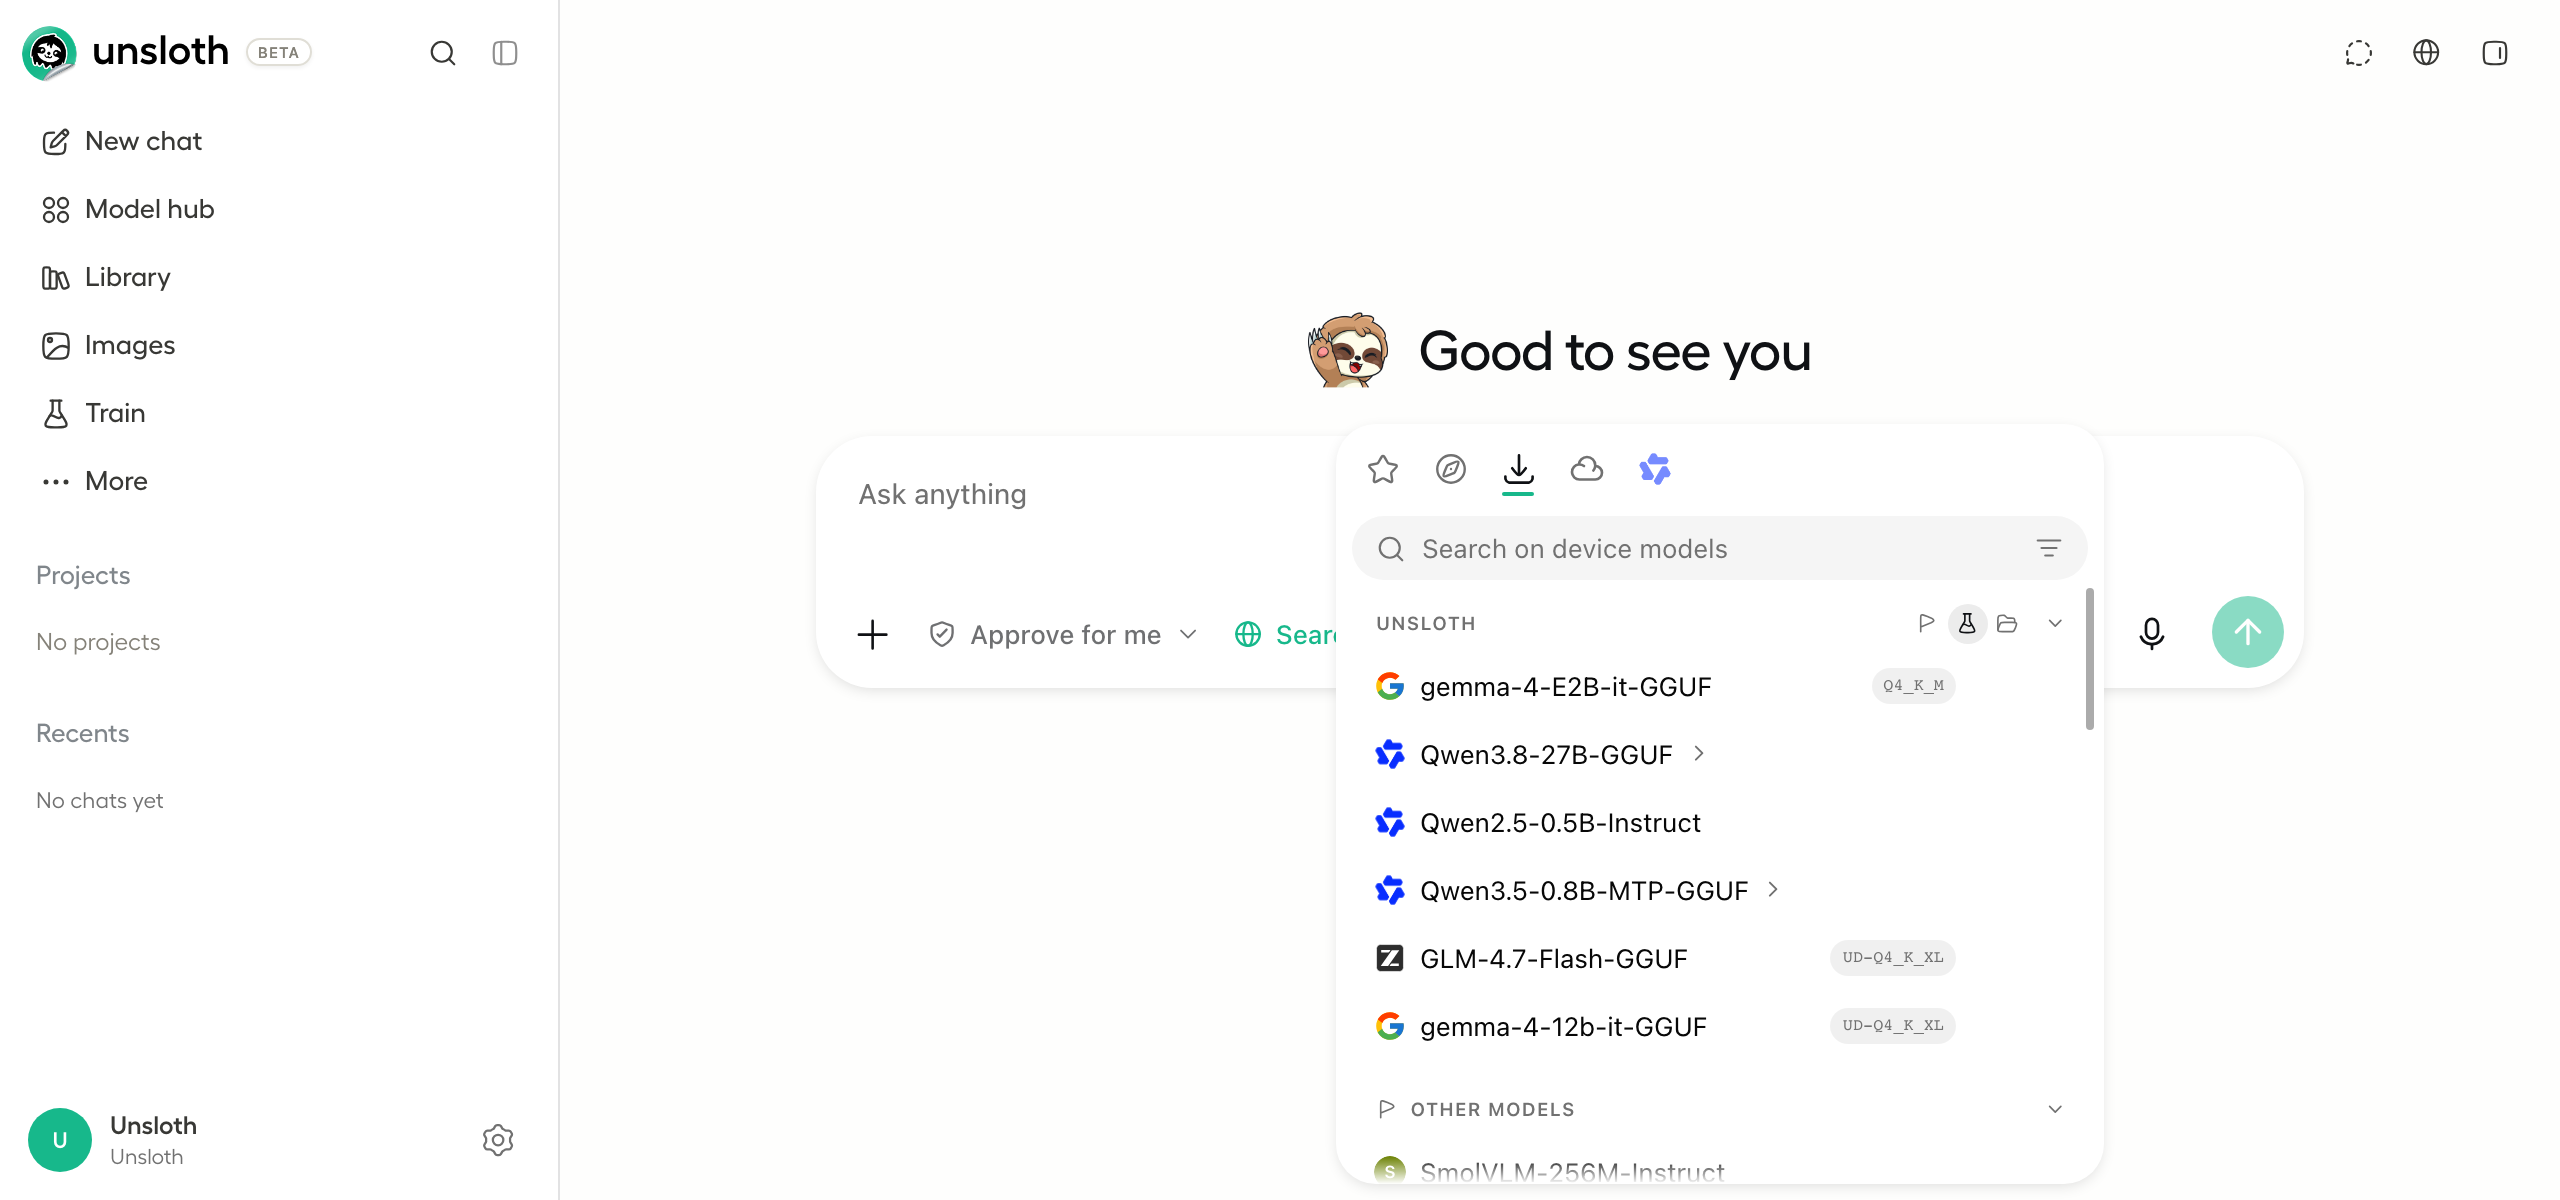 unsloth BETA
New chat
Model hub
Library
Images
Train
More
Projects
No projects
Recents
No chats yet
U
Unsloth
Unsloth
Good to see you
Ask anything
Approve for me
Sear
Search on device models
UNSLOTH
gemma-4-E2B-it-GGUF Q4_K_M
Qwen3.8-27B-GGUF
Qwen2.5-0.5B-Instruct
Qwen3.5-0.8B-MTP-GGUF
GLM-4.7-Flash-GGUF UD-Q4_K_XL
gemma-4-12b-it-GGUF UD-Q4_K_XL
OTHER MODELS
S SmolVLM-256M-Instruct